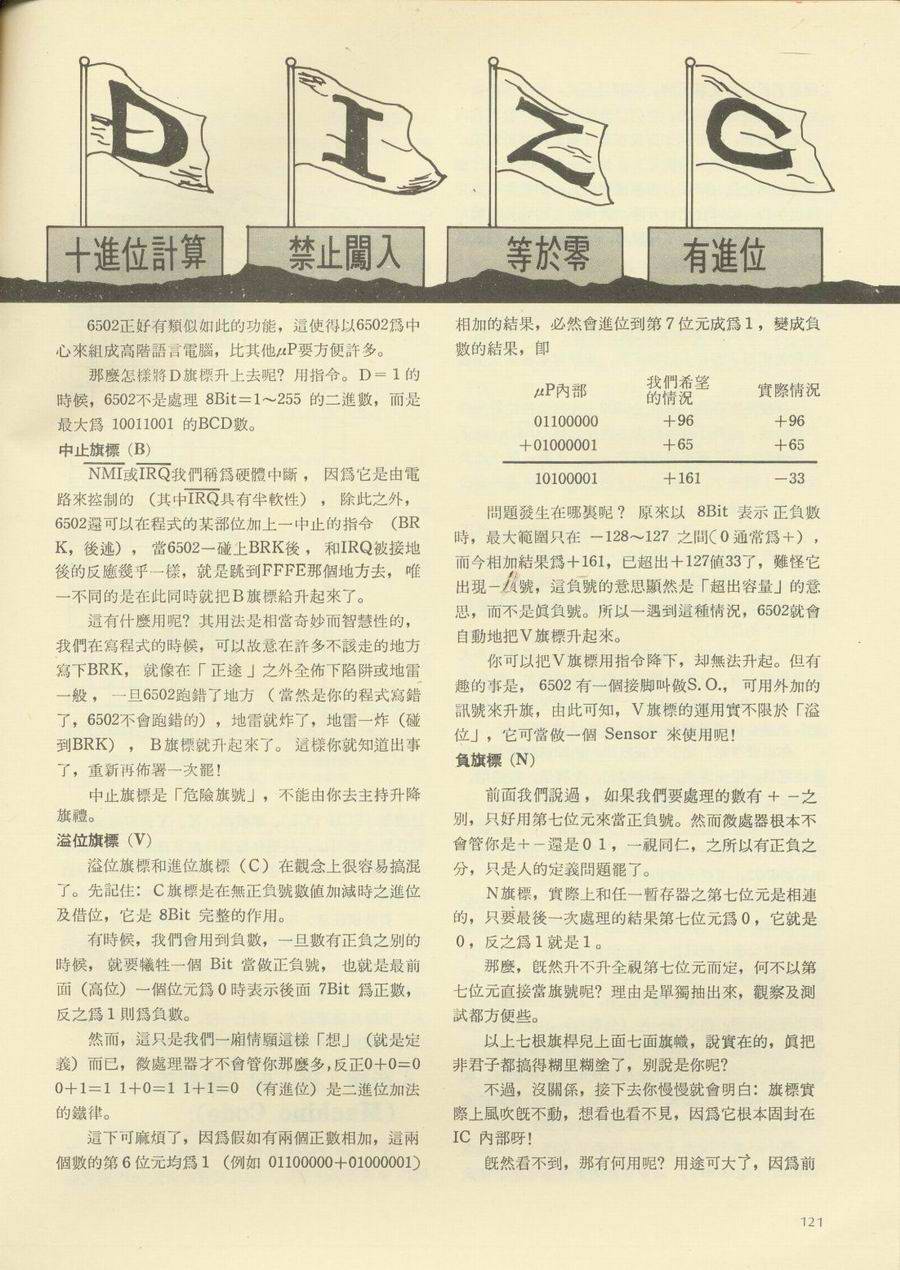 D
I
Z
C
十進位計算
禁止闖入
等於零
有進位
6502正好有類似如此的功能，這使得以6502爲中
心來組成高階語言電腦，比其他μP要方便許多。
那麼怎樣將D旗標升上去呢？用指令。D＝1的
時候，6502不是處理 8Bit＝1～255 的二進數，而是
最大爲 10011001 的BCD數。
中止旗標（B）
NMI或IRQ我們稱爲硬體中斷， 因爲它是由電
路來控制的 （其中IRQ具有半軟性） ， 除此之外，
6502還可以在程式的某部位加上一中止的指令 （BR
K，後述） ， 當6502一碰上BRK後 ， 和IRQ被接地
後的反應幾乎一樣，就是跳到FFFE那個地方去， 唯
一不同的是在此同時就把B旗標給升起來了。
這有什麼用呢？其用法是相當奇妙而智慧性的，
我們在寫程式的時候，可以故意在許多不該走的地方
寫下BRK， 就像在「 正途 」之外全佈下陷阱或地雷
一般 ， 一旦6502跑錯了地方 （ 當然是你的程式寫錯
了，6502不會跑錯的），地雷就炸了，地雷一炸（碰
到BRK） ， B旗標就升起來了。 這樣你就知道出事
了，重新再佈署一次罷！
中止旗標是「危險旗號」，不能由你去主持升降
旗禮。
溢位旗標（V）
溢位旗標和進位旗標（C）在觀念上很容易搞混
了。先記住：C旗標是在無正負號數値加減時之進位
及借位，它是 8Bit 完整的作用。
有時候，我們會用到負數，一旦數有正負之別的
時候， 就要犧牲一個 Bit 當做正負號， 也就是最前
面（高位）一個位元爲0時表示後面 7Bit 爲正數，
反之爲1則爲負數。
然而，這只是我們一廂情願這樣「想」（就是定
義）而已，微處理器才不會管你那麼多，反正0+0=0
0+1=1 1+0=1 1+1=0 （有進位）是二進位加法
的鐵律。
這下可麻煩了，因爲假如有兩個正數相加，這兩
個數的第6位元均爲1（例如 01100000+01000001）
相加的結果，必然會進位到第7位元成爲1，變成負
數的結果，卽
μP內部 我們希望的情況 實際情況
01100000 +96 +96
+01000001 +65 +65
10100001 +161 −33
問題發生在哪裏呢？ 原來以 8Bit 表示正負數
時，最大範圍只在 −128～127 之間（0通常爲+），
而今相加結果爲+161，已超出+127値33了，難怪它
出現−負號，這負號的意思顯然是「超出容量」的意
思，而不是眞負號。所以一遇到這種情況，6502就會
自動地把V旗標升起來。
你可以把V旗標用指令降下，却無法升起。但有
趣的事是， 6502 有一個接脚叫做S.O.， 可用外加的
訊號來升旗，由此可知， V旗標的運用實不限於「溢
位」，它可當做一個 Sensor 來使用呢！
負旗標（N）
前面我們說過 ， 如果我們要處理的數有 + −之
別，只好用第七位元來當正負號。然而微處器根本不
會管你是+−還是01，一視同仁，之所以有正負之
分，只是人的定義問題罷了。
N旗標，實際上和任一暫存器之第七位元是相連
的，只要最後一次處理的結果第七位元爲0，它就是
0，反之爲1就是1。
那麼，旣然升不升全視第七位元而定，何不以第
七位元直接當旗號呢？理由是單獨抽出來，觀察及測
試都方便些。
以上七根旗桿兒上面七面旗幟，說實在的，眞把
非君子都搞得糊里糊塗了，別說是你呢？
不過，沒關係，接下去你慢慢就會明白：旗標實
際上風吹旣不動，想看也看不見，因爲它根本固封在
IC 內部呀！
旣然看不到，那有何用呢？用途可大了，因爲前
121